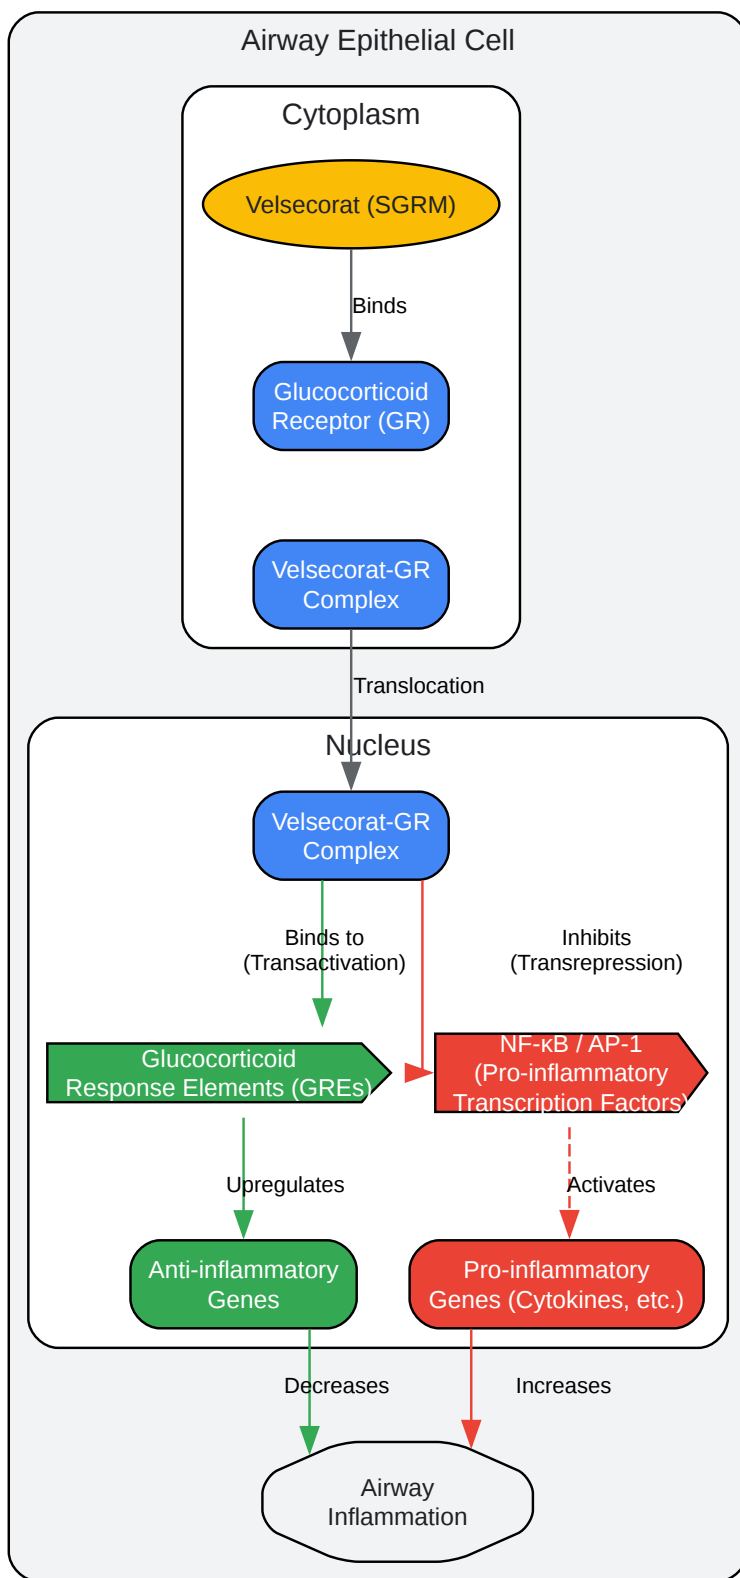 Airway Epithelial Cell
Cytoplasm
Velsecorat (SGRM)
Binds
Glucocorticoid
Receptor (GR)
Velsecorat-GR
Complex
Translocation
Nucleus
Velsecorat-GR
Complex
Binds to
(Transactivation)
Inhibits
(Transrepression)
Glucocorticoid
Response Elements (GREs)
NF-κB / AP-1
(Pro-inflammatory
Transcription Factors)
Upregulates
Activates
Anti-inflammatory
Genes
Pro-inflammatory
Genes (Cytokines, etc.)
Decreases
Increases
Airway
Inflammation